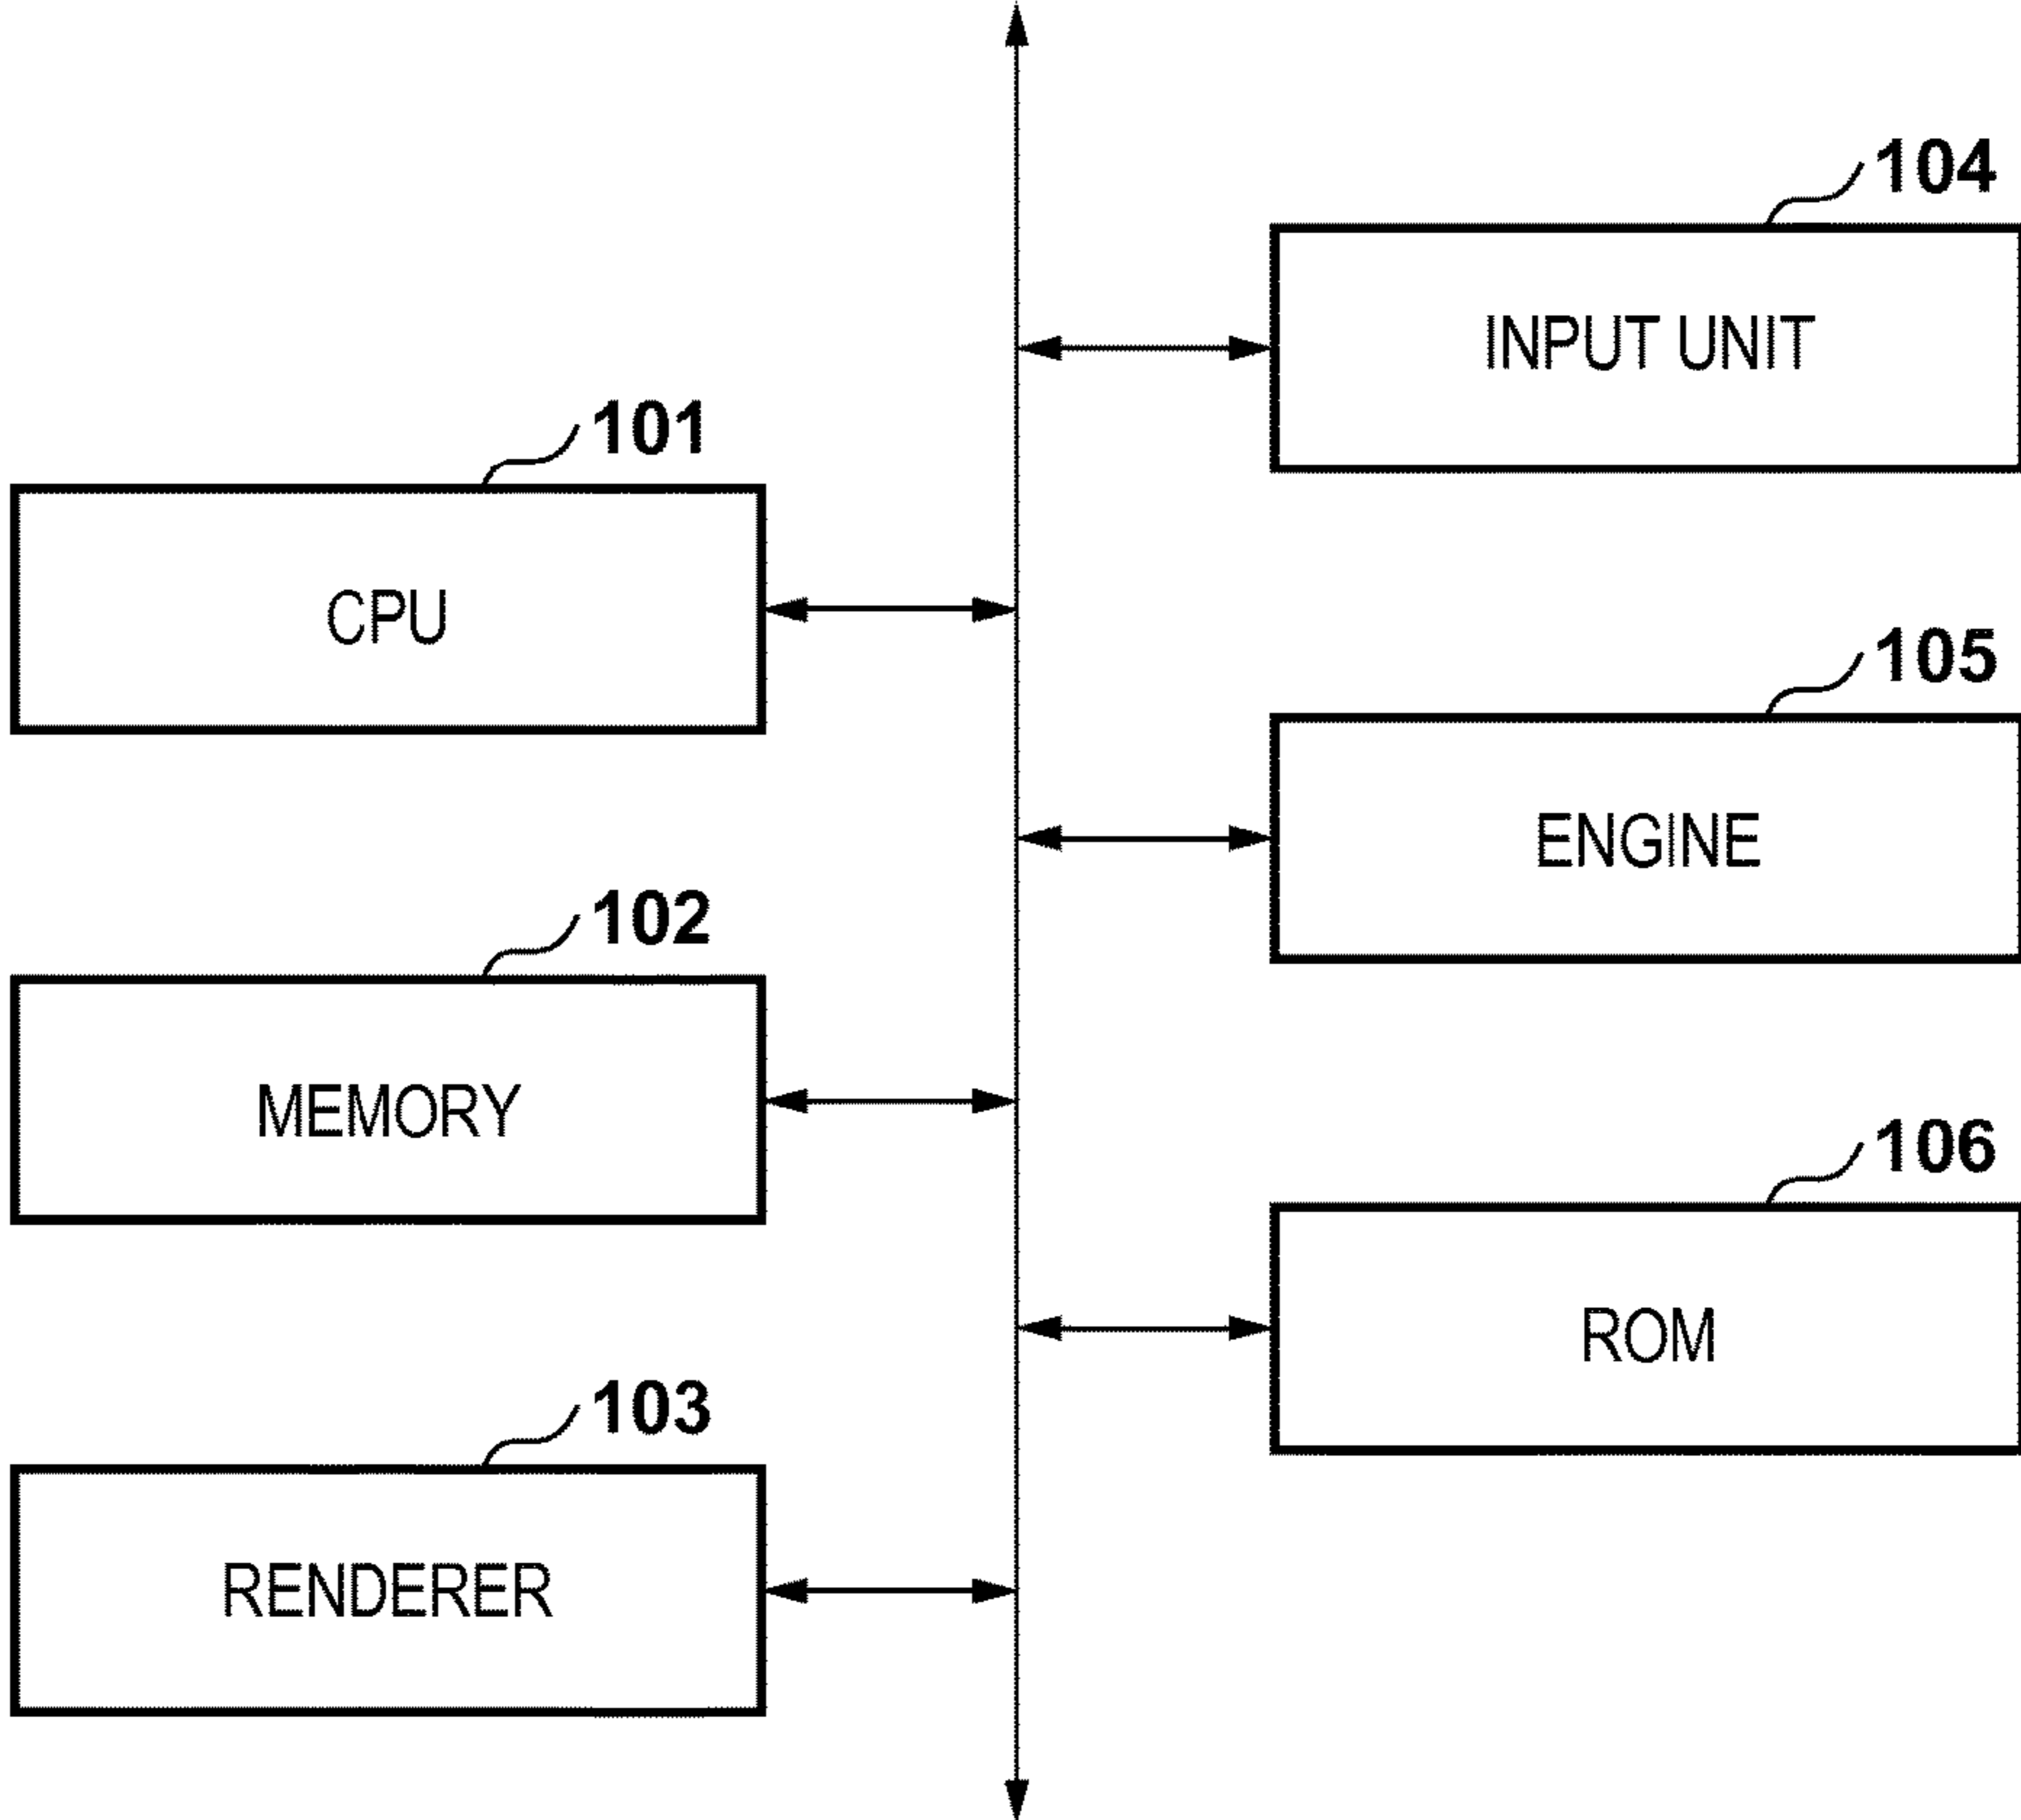 104
INPUT UNIT
101
CPU
105
ENGINE
102
MEMORY
106
ROM
103
RENDERER